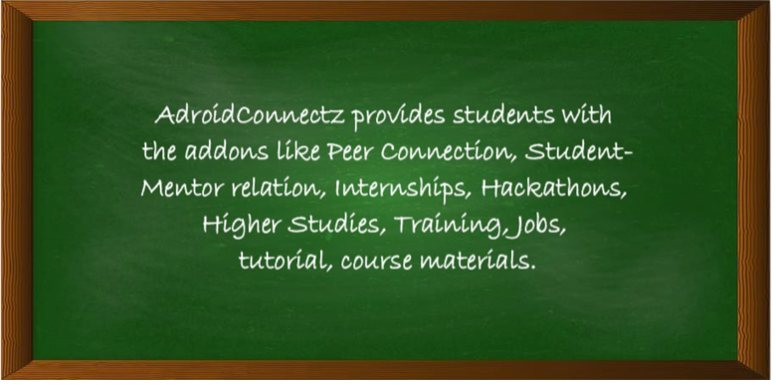 AdroidConnectz provides students with
the addons like Peer Connection, Student-
Mentor relation, Internships, Hackathons,
Higher Studies, Training, Jobs,
tutorial, course materials.